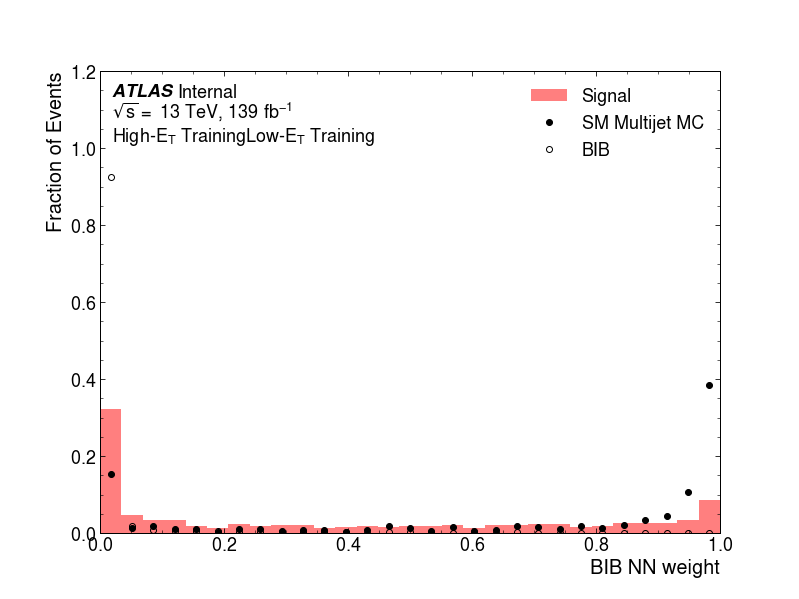 ATLAS Internal
√s = 13 TeV, 139 fb⁻¹
High-E_T TrainingLow-E_T Training
Signal
SM Multijet MC
BIB
Fraction of Events
1.2
1.0
0.8
0.6
0.4
0.2
0.0
0.0 0.2 0.4 0.6 0.8 1.0
BIB NN weight